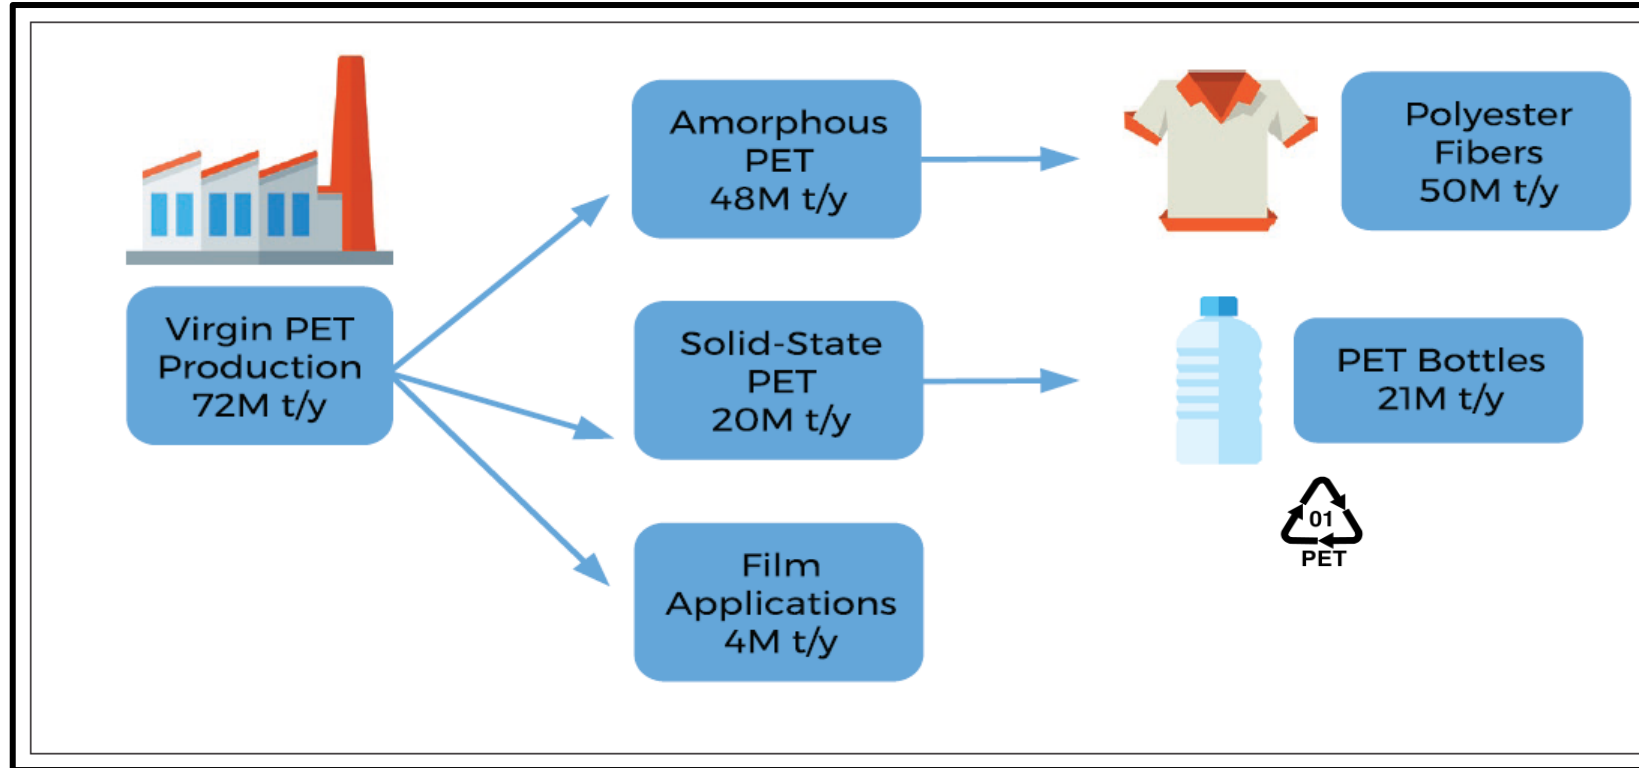 Virgin PET
Production
72M t/y
Amorphous
PET
48M t/y
Solid-State
PET
20M t/y
Film
Applications
4M t/y
Polyester
Fibers
50M t/y
PET Bottles
21M t/y
01
PET